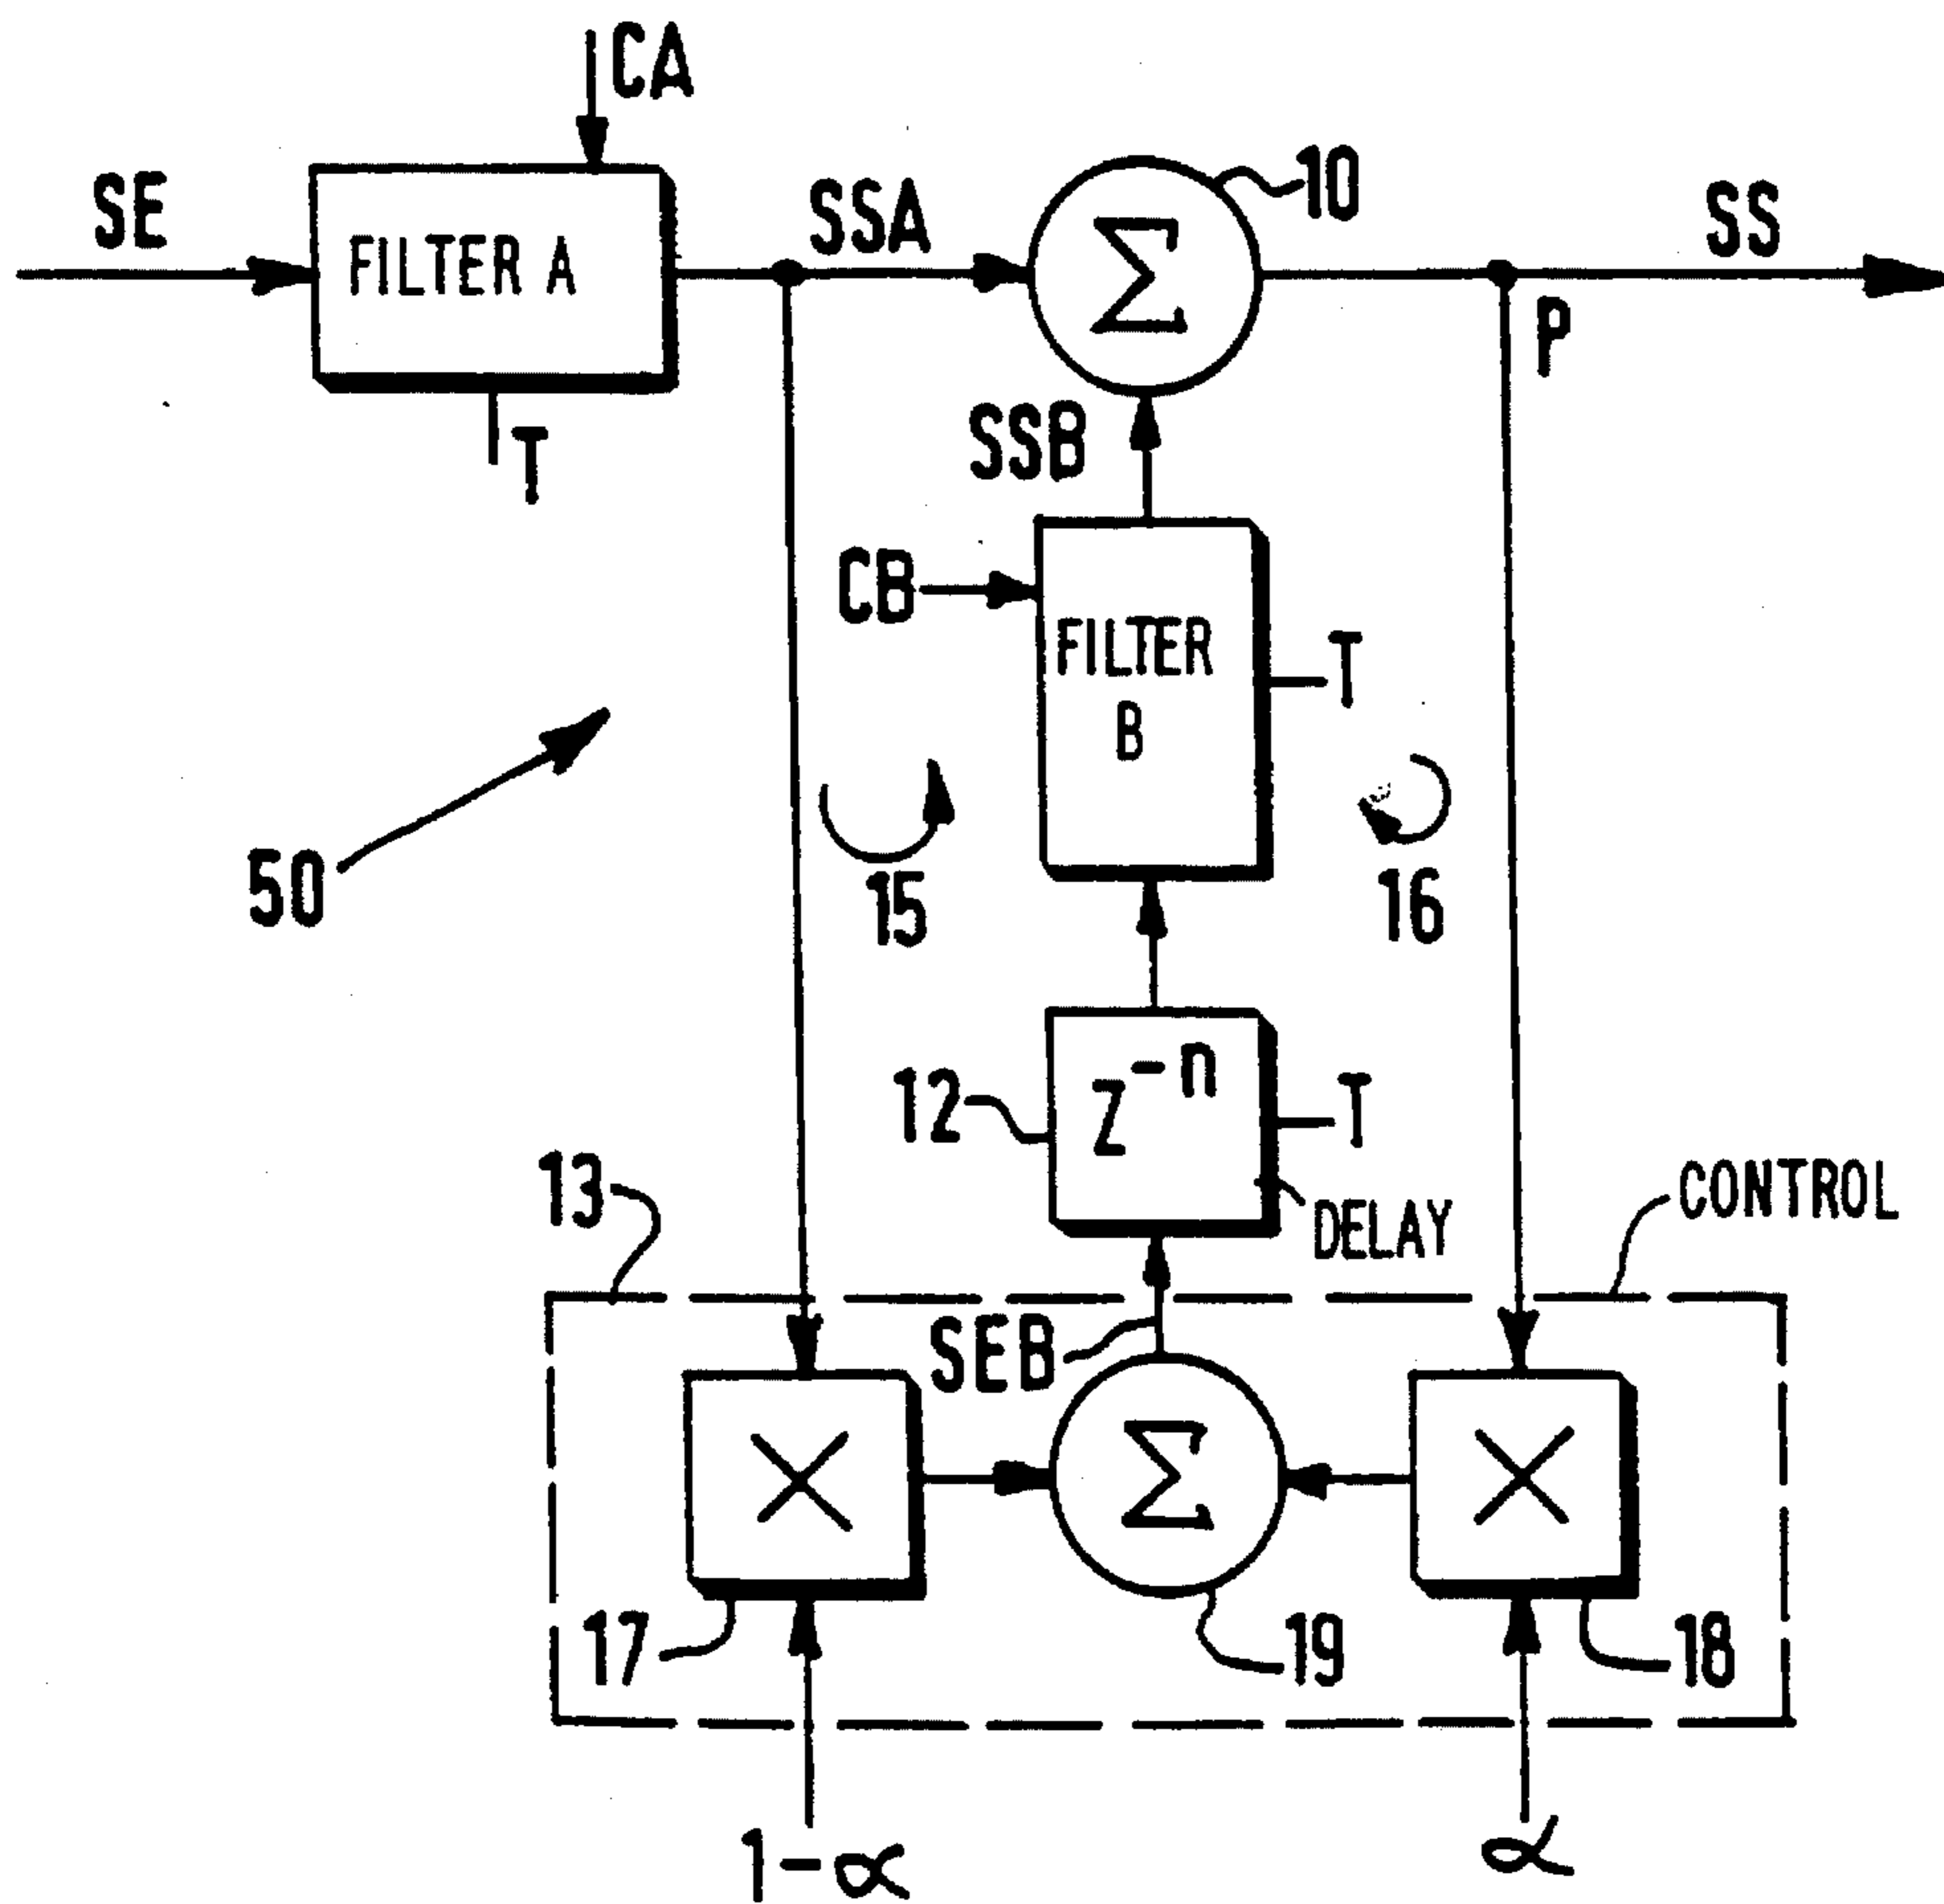 CA
SE
FILTER A
SSA
Σ
10
SS
P
T
SSB
CB
FILTER
B
T
50
15
16
12
Z⁻ⁿ
T
13
DELAY
CONTROL
SEB
X
Σ
X
17
19
18
1-α
α